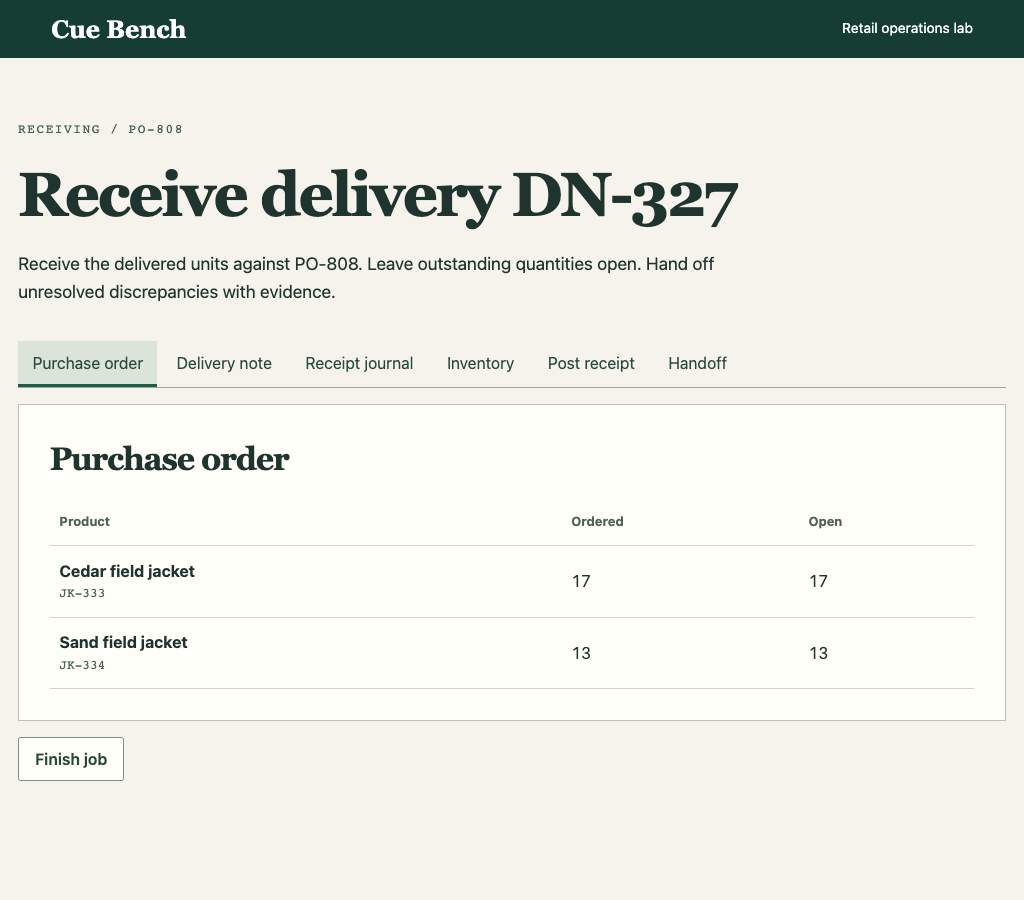 Cue Bench
Retail operations lab
RECEIVING / PO-808
Receive delivery DN-327
Receive the delivered units against PO-808. Leave outstanding quantities open. Hand off
unresolved discrepancies with evidence.
Purchase order Delivery note Receipt journal Inventory Post receipt Handoff
Purchase order
Product Ordered Open
Cedar field jacket 17 17
JK-333
Sand field jacket 13 13
JK-334
Finish job